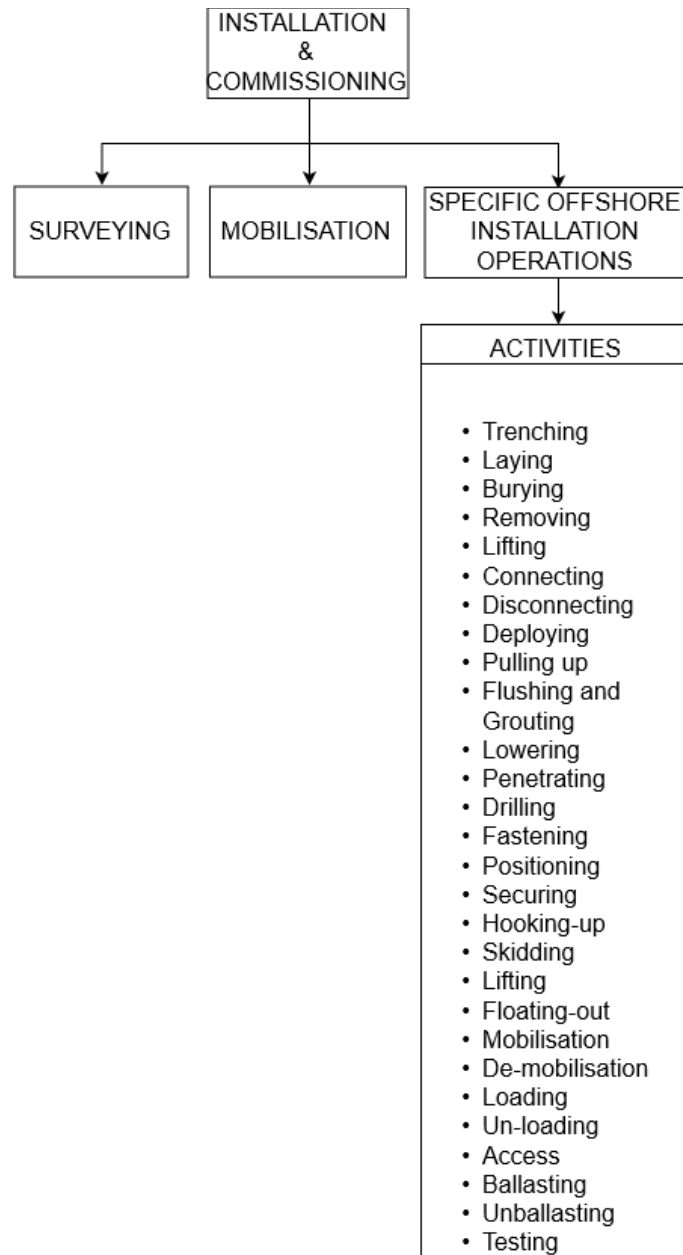 INSTALLATION
&
COMMISSIONING
SURVEYING
MOBILISATION
SPECIFIC OFFSHORE
INSTALLATION
OPERATIONS
ACTIVITIES
• Trenching
• Laying
• Burying
• Removing
• Lifting
• Connecting
• Disconnecting
• Deploying
• Pulling up
• Flushing and
Grouting
• Lowering
• Penetrating
• Drilling
• Fastening
• Positioning
• Securing
• Hooking-up
• Skidding
• Lifting
• Floating-out
• Mobilisation
• De-mobilisation
• Loading
• Un-loading
• Access
• Ballasting
• Unballasting
• Testing